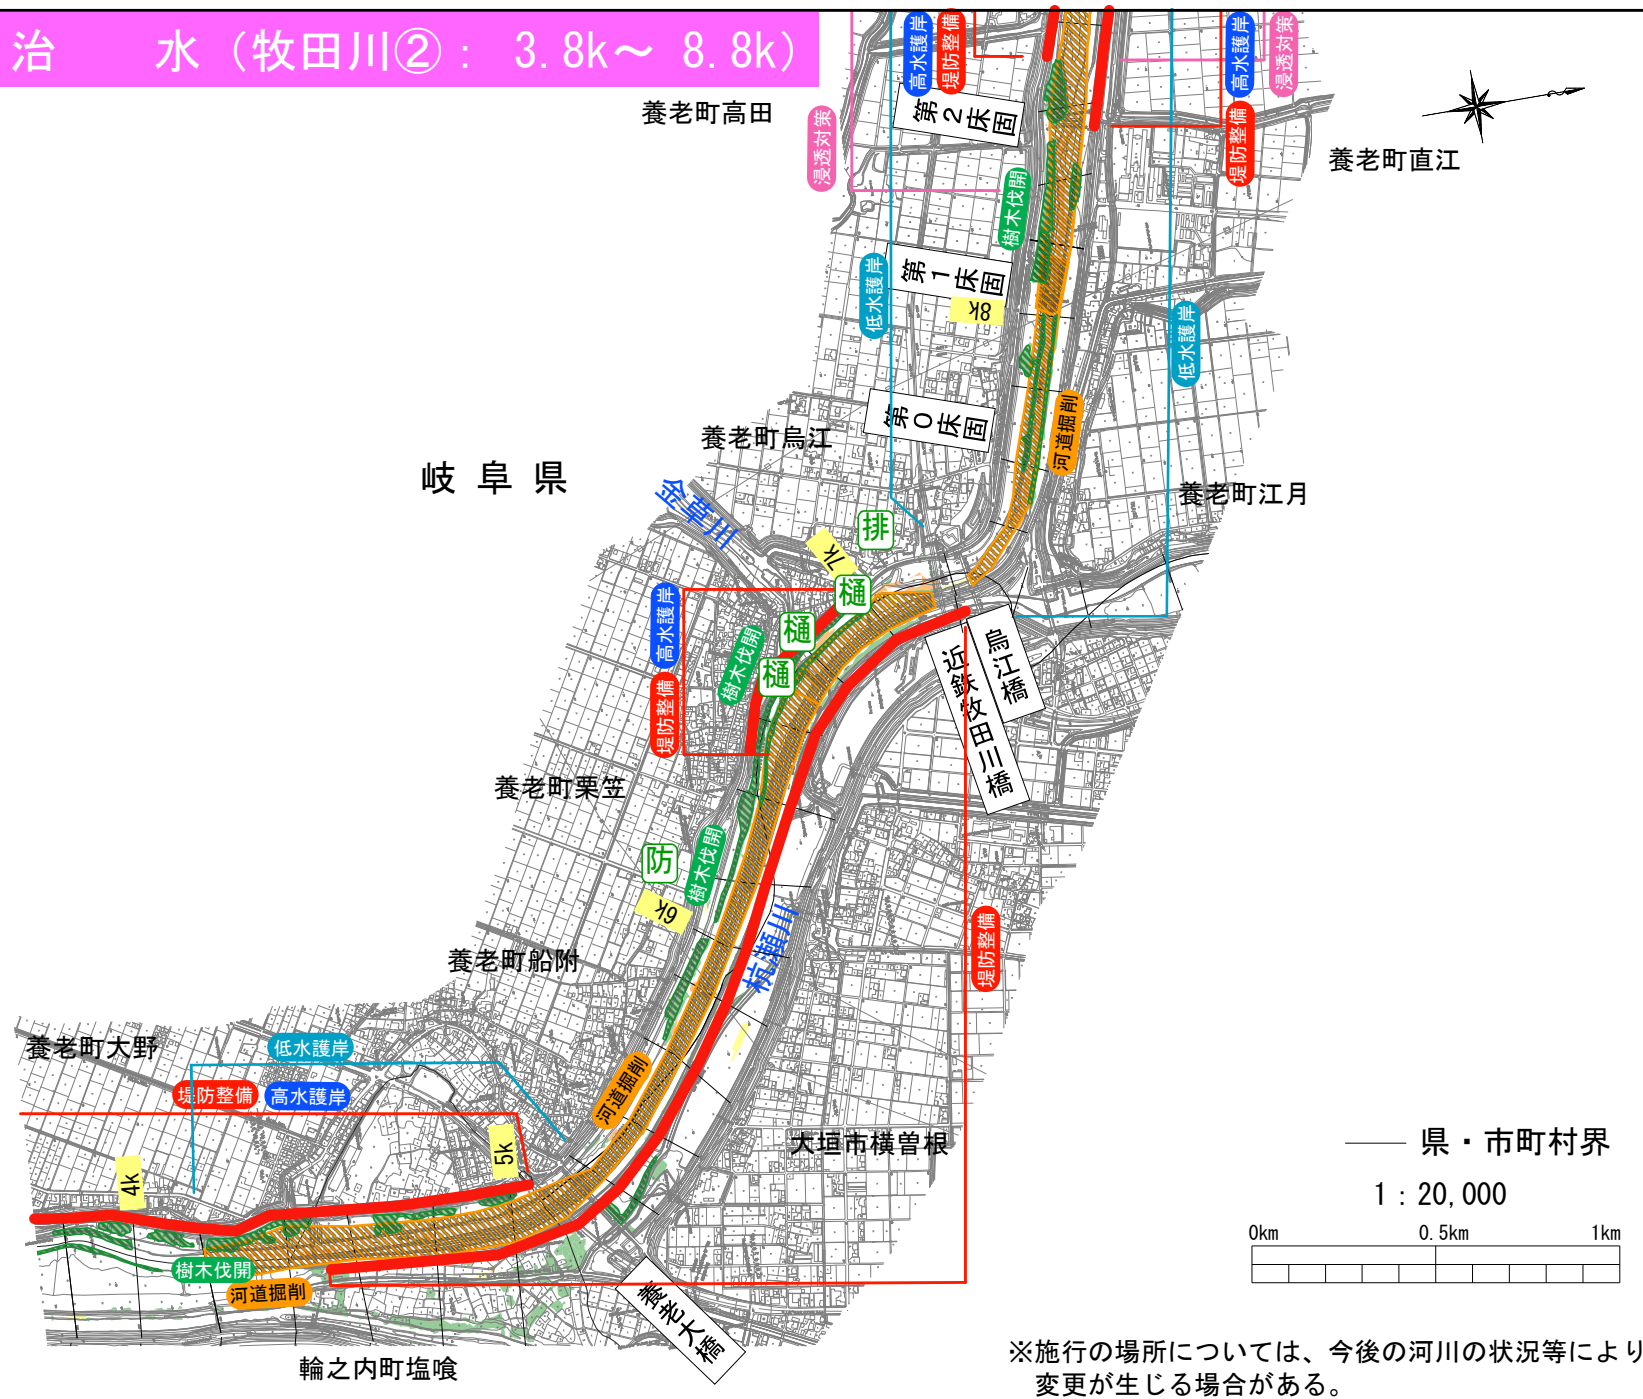 治　水（牧田川②： 3.8k～ 8.8k）
高水護岸
堤防整備
高水護岸
浸透対策
養老町高田
浸透対策
第2床固
堤防整備
養老町直江
樹木伐開
低水護岸
第1床固
8k
低水護岸
第0床固
河道掘削
養老町烏江
岐阜県
養老町江月
金草川
排
7k
樋
高水護岸
樹木伐開
樋
樋
堤防整備
烏江橋
近鉄牧田川橋
養老町栗笠
防
樹木伐開
6k
杭瀬川
堤防整備
養老町船附
養老町大野
低水護岸
堤防整備
高水護岸
河道掘削
大垣市横曽根
4k
5k
樹木伐開
河道掘削
養老大橋
輪之内町塩喰
県・市町村界
1：20,000
0km 0.5km 1km
※施行の場所については、今後の河川の状況等により
変更が生じる場合がある。